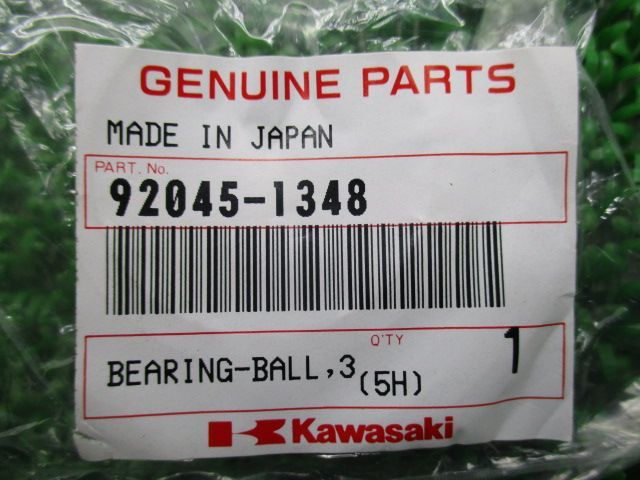 GENUINE PARTS
MADE IN JAPAN
PART. No.
92045-1348
Q'TY
BEARING-BALL,3(5H) 1
Kawasaki